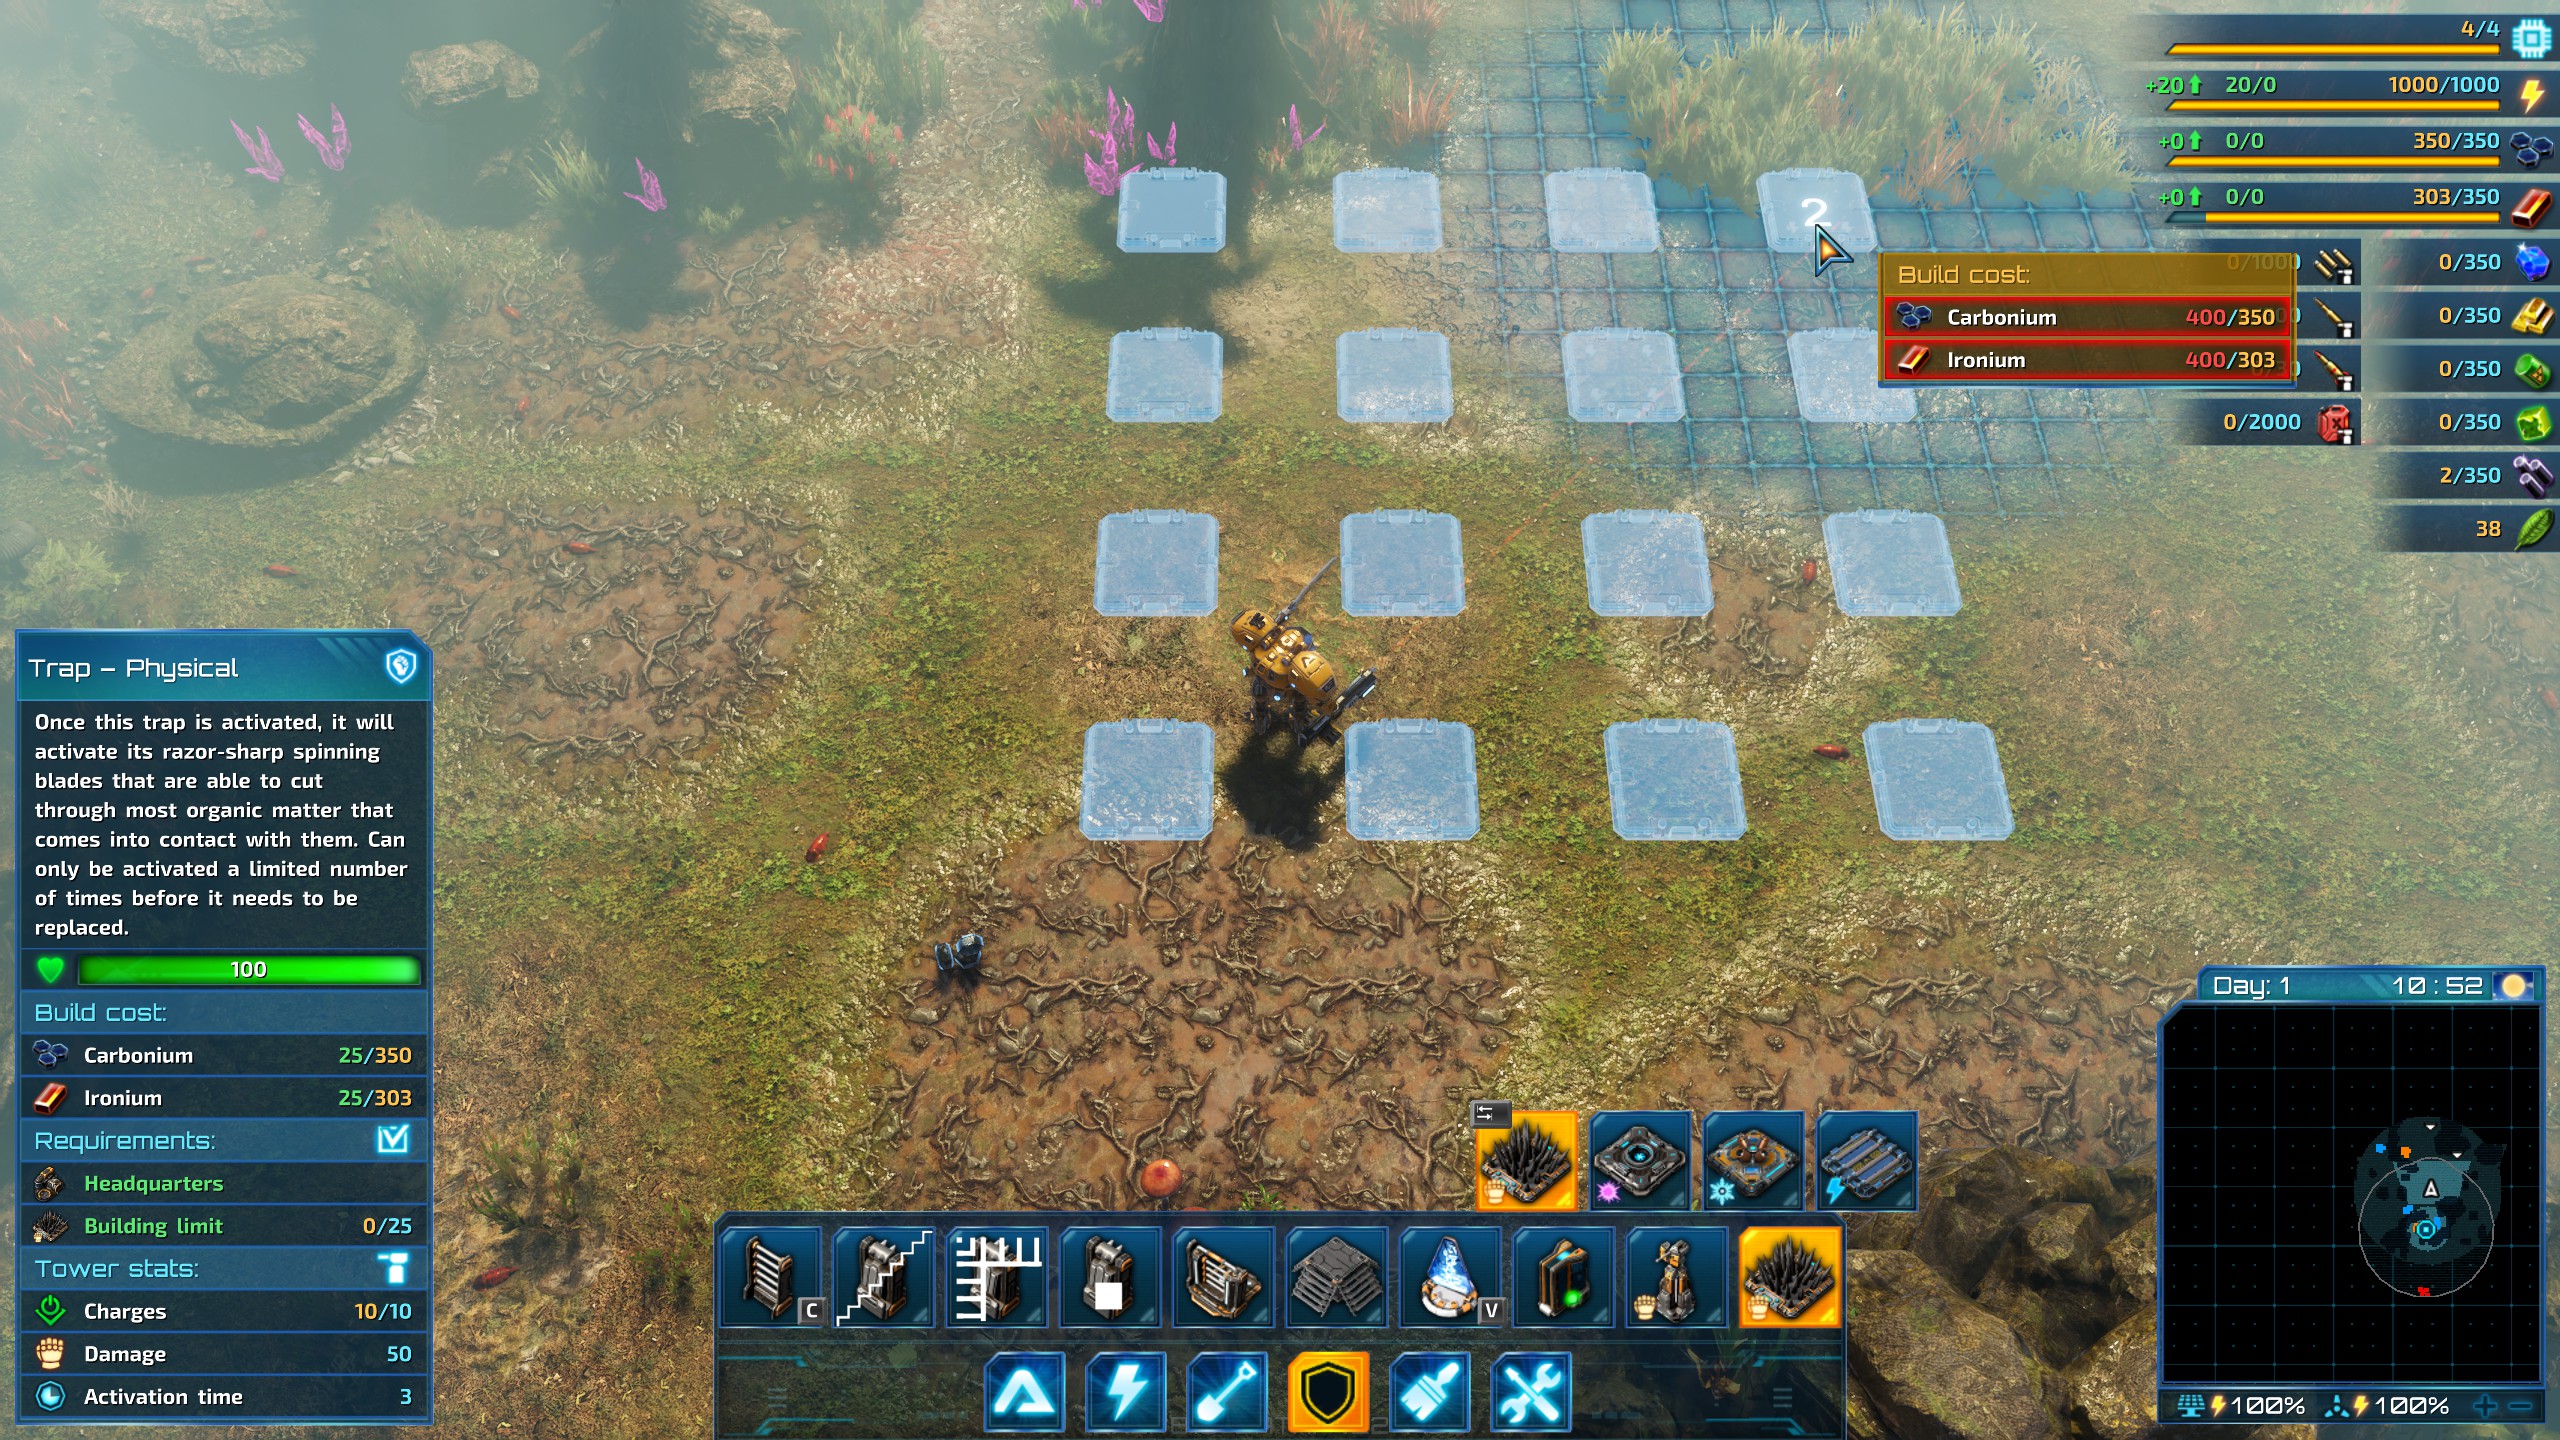 4/4
+20 20/0 1000/1000
+0 0/0 350/350
+0 0/0 303/350
2
Build cost:
Carbonium 400/350
Ironium 400/303
0/1000
0/2000
0/350
0/350
0/350
0/350
2/350
38
Trap – Physical
Once this trap is activated, it will
activate its razor-sharp spinning
blades that are able to cut
through most organic matter that
comes into contact with them. Can
only be activated a limited number
of times before it needs to be
replaced.
100
Build cost:
Carbonium 25/350
Ironium 25/303
Requirements:
Headquarters
Building limit 0/25
Tower stats:
Charges 10/10
Damage 50
Activation time 3
C
V
Day: 1 10:52
100% 100%